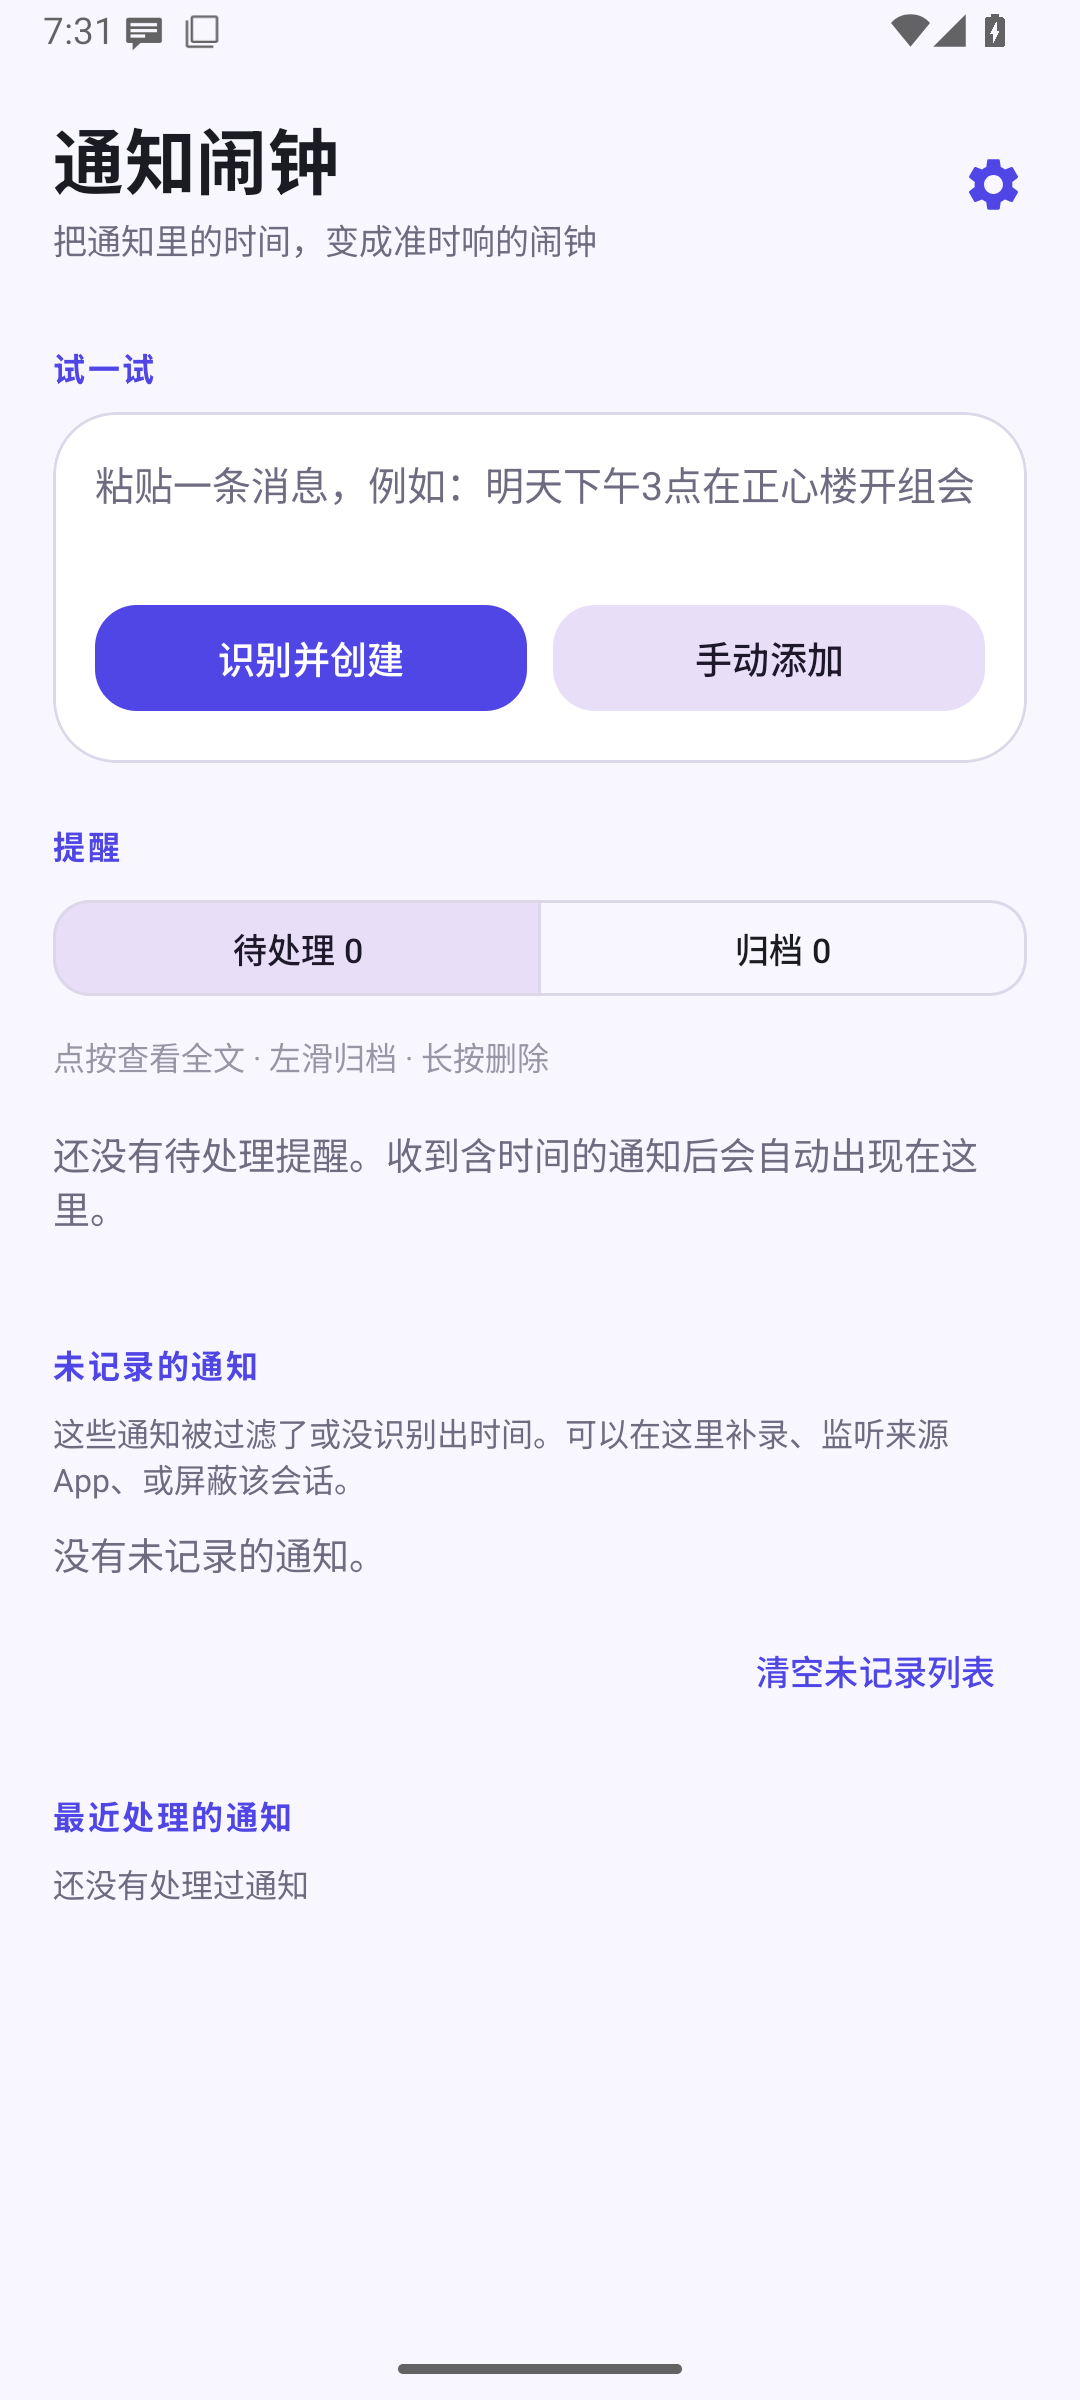 7:31
通知闹钟
把通知里的时间，变成准时响的闹钟
试一试
粘贴一条消息，例如：明天下午3点在正心楼开组会
识别并创建
手动添加
提醒
待处理 0
归档 0
点按查看全文 · 左滑归档 · 长按删除
还没有待处理提醒。收到含时间的通知后会自动出现在这
里。
未记录的通知
这些通知被过滤了或没识别出时间。可以在这里补录、监听来源
App、或屏蔽该会话。
没有未记录的通知。
清空未记录列表
最近处理的通知
还没有处理过通知